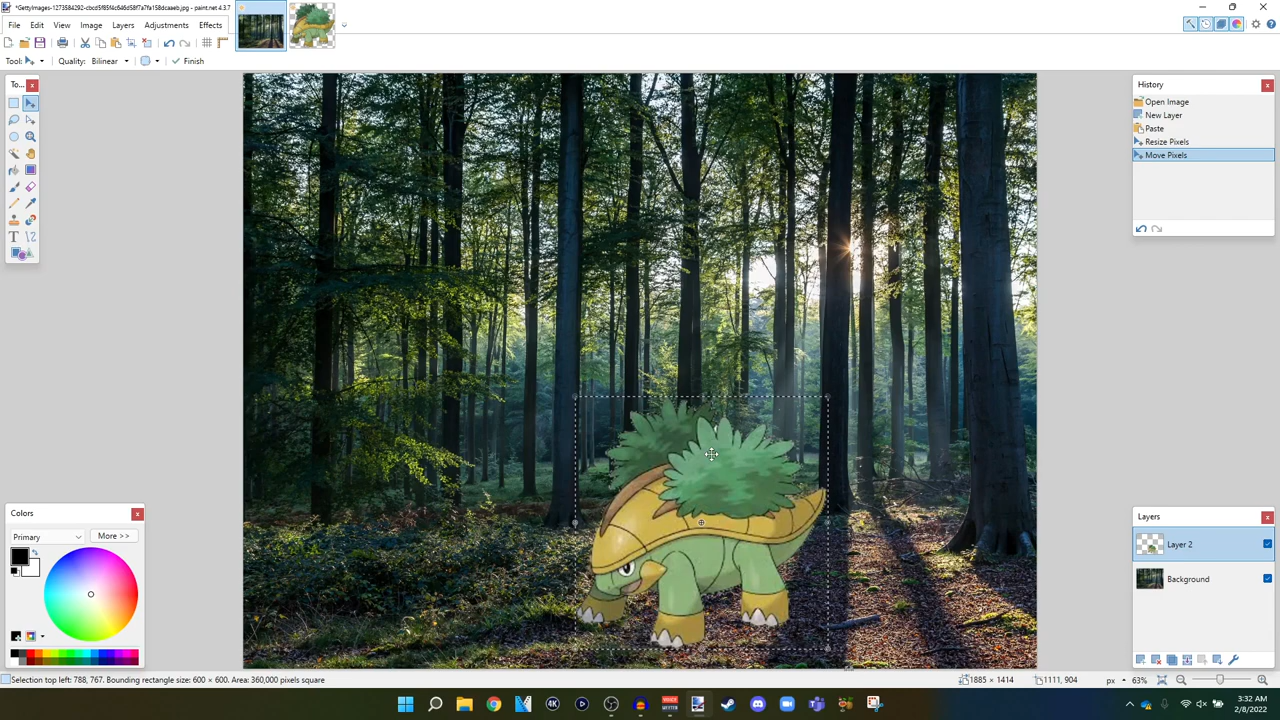 *GettyImages-1273584292-cbcd5f85f4c646d58f7a7fa158dcaaeb.jpg - paint.net 4.3.7
File Edit View Image Layers Adjustments Effects
Tool: Quality: Bilinear Finish
To...
History
Open Image
New Layer
Paste
Resize Pixels
Move Pixels
Colors
Primary
More >>
Layers
Layer 2
Background
Selection top left: 788, 767. Bounding rectangle size: 600 × 600. Area: 360,000 pixels square
1885 × 1414
1111, 904
px
63%
3:32 AM
2/8/2022